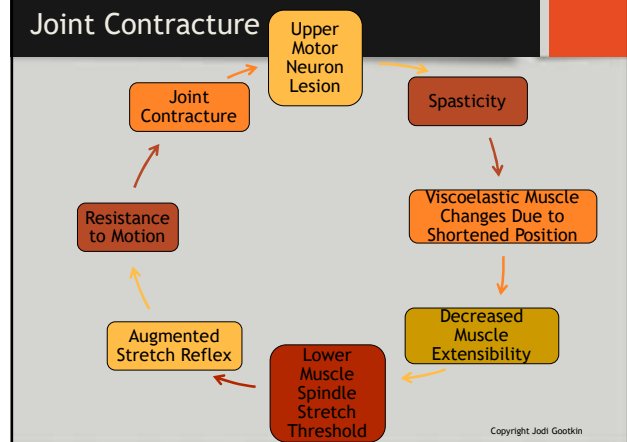 Joint Contracture
Upper
Motor
Neuron
Lesion
Spasticity
Viscoelastic Muscle
Changes Due to
Shortened Position
Decreased
Muscle
Extensibility
Lower
Muscle
Spindle
Stretch
Threshold
Augmented
Stretch Reflex
Resistance
to Motion
Joint
Contracture
Copyright Jodi Gootkin